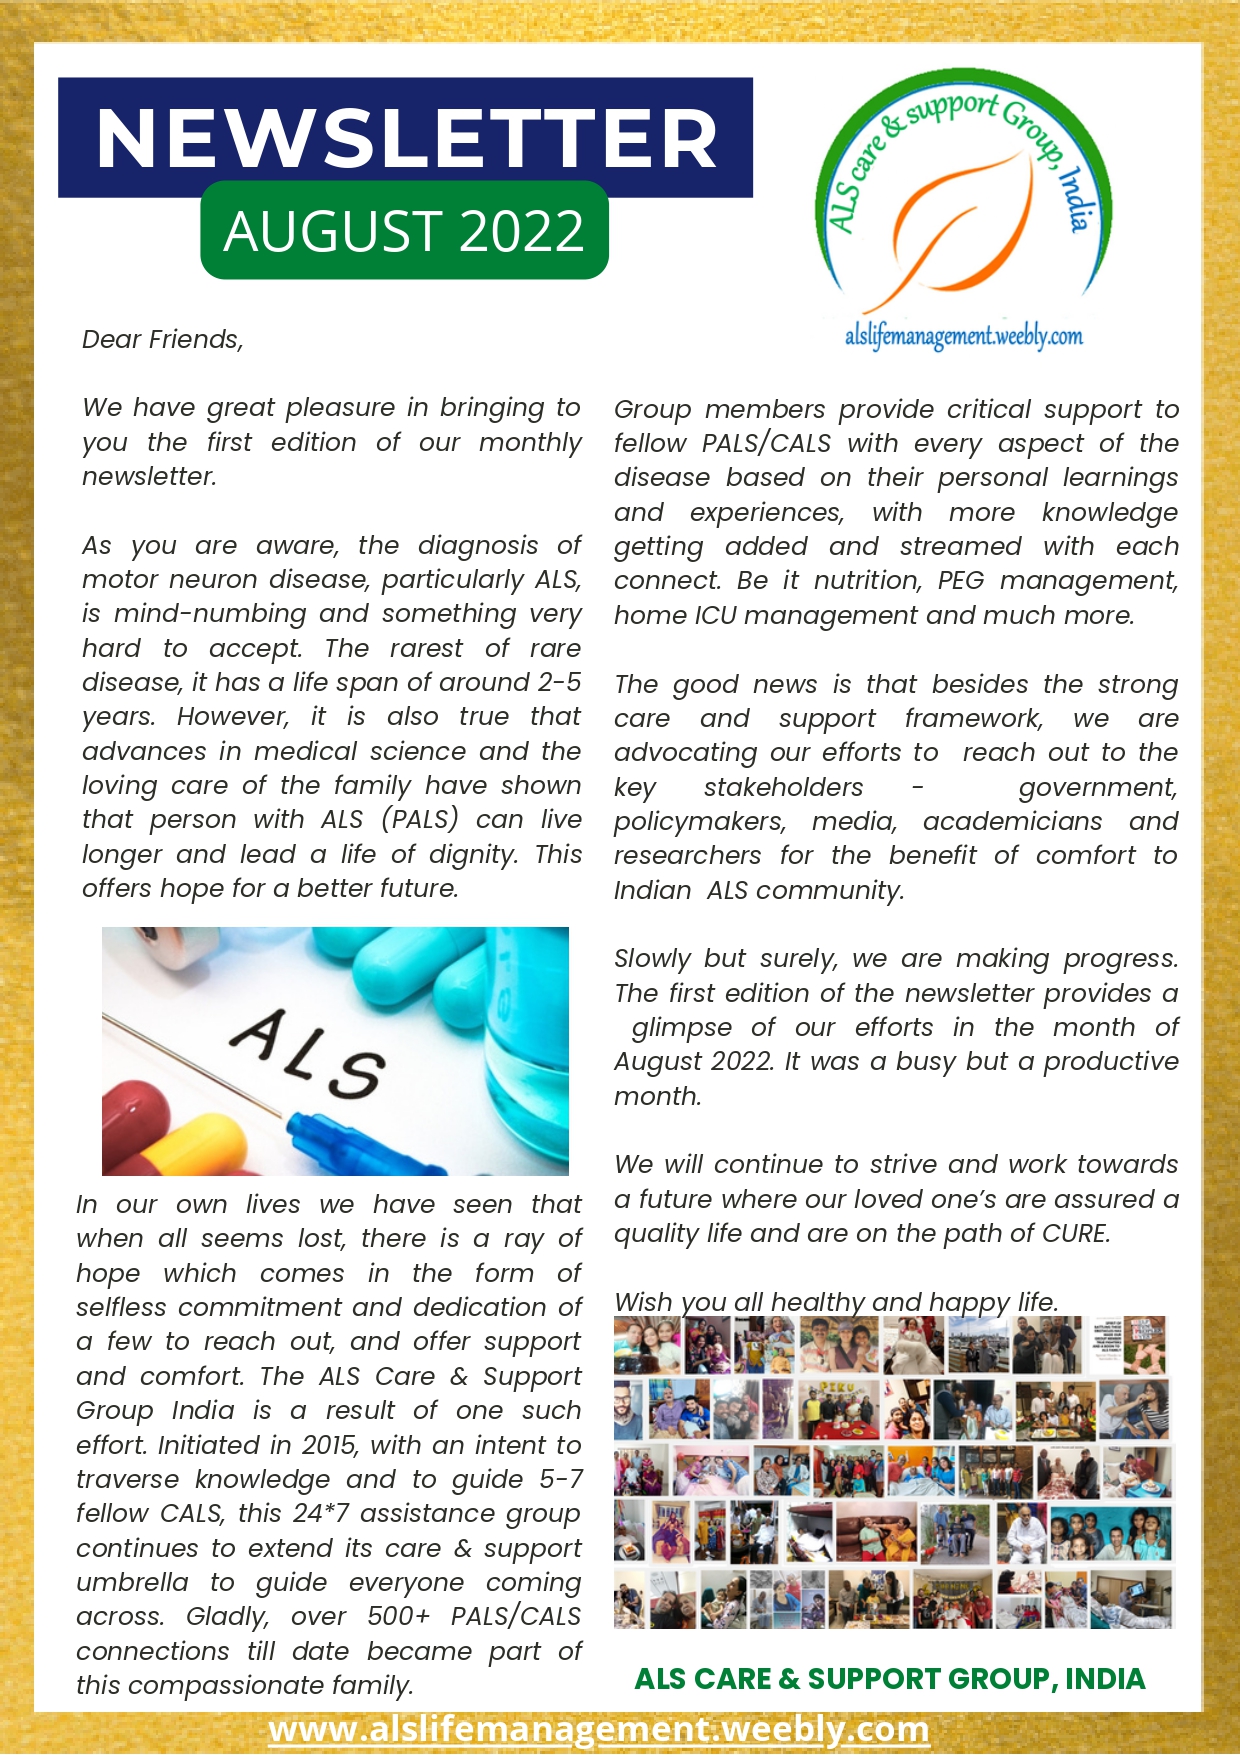 NEWSLETTER
AUGUST 2022
ALS care & support Group, India
alslifemanagement.weebly.com
Dear Friends,
We have great pleasure in bringing to
you the first edition of our monthly
newsletter.
As you are aware, the diagnosis of
motor neuron disease, particularly ALS,
is mind-numbing and something very
hard to accept. The rarest of rare
disease, it has a life span of around 2-5
years. However, it is also true that
advances in medical science and the
loving care of the family have shown
that person with ALS (PALS) can live
longer and lead a life of dignity. This
offers hope for a better future.
ALS
In our own lives we have seen that
when all seems lost, there is a ray of
hope which comes in the form of
selfless commitment and dedication of
a few to reach out, and offer support
and comfort. The ALS Care & Support
Group India is a result of one such
effort. Initiated in 2015, with an intent to
traverse knowledge and to guide 5-7
fellow CALS, this 24*7 assistance group
continues to extend its care & support
umbrella to guide everyone coming
across. Gladly, over 500+ PALS/CALS
connections till date became part of
this compassionate family.
Group members provide critical support to
fellow PALS/CALS with every aspect of the
disease based on their personal learnings
and experiences, with more knowledge
getting added and streamed with each
connect. Be it nutrition, PEG management,
home ICU management and much more.
The good news is that besides the strong
care and support framework, we are
advocating our efforts to reach out to the
key stakeholders - government,
policymakers, media, academicians and
researchers for the benefit of comfort to
Indian ALS community.
Slowly but surely, we are making progress.
The first edition of the newsletter provides a
glimpse of our efforts in the month of
August 2022. It was a busy but a productive
month.
We will continue to strive and work towards
a future where our loved one’s are assured a
quality life and are on the path of CURE.
Wish you all healthy and happy life.
ALS CARE & SUPPORT GROUP, INDIA
www.alslifemanagement.weebly.com